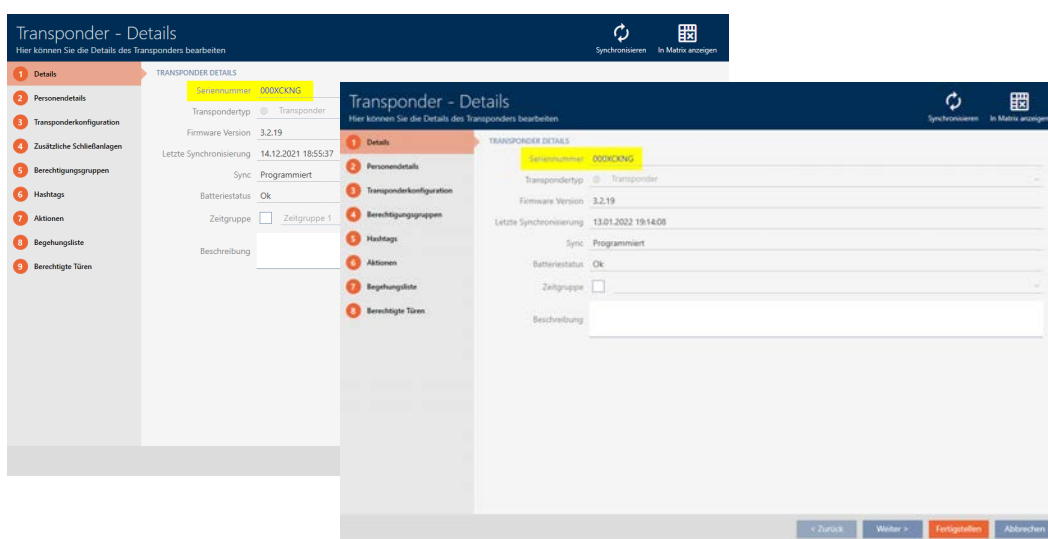 Transponder - Details
Hier können Sie die Details des Transponders bearbeiten
Synchronisieren
In Matrix anzeigen
1 Details
2 Personendetails
3 Transponderkonfiguration
4 Zusätzliche Schließanlagen
5 Berechtigungsgruppen
6 Hashtags
7 Aktionen
8 Begehungsliste
9 Berechtigte Türen
TRANSPONDER DETAILS
Seriennummer 000XCKNG
Transpondertyp Transponder
Firmware Version 3.2.19
Letzte Synchronisierung 14.12.2021 18:55:37
Sync Programmiert
Batteriestatus Ok
Zeitgruppe Zeitgruppe 1
Beschreibung
Transponder - Details
Hier können Sie die Details des Transponders bearbeiten
Synchronisieren
In Matrix anzeigen
1 Details
2 Personendetails
3 Transponderkonfiguration
4 Berechtigungsgruppen
5 Hashtags
6 Aktionen
7 Begehungsliste
8 Berechtigte Türen
TRANSPONDER DETAILS
Seriennummer 000XCKNG
Transpondertyp Transponder
Firmware Version 3.2.19
Letzte Synchronisierung 13.01.2022 19:14:08
Sync Programmiert
Batteriestatus Ok
Zeitgruppe
Beschreibung
< Zurück
Weiter >
Fertigstellen
Abbrechen